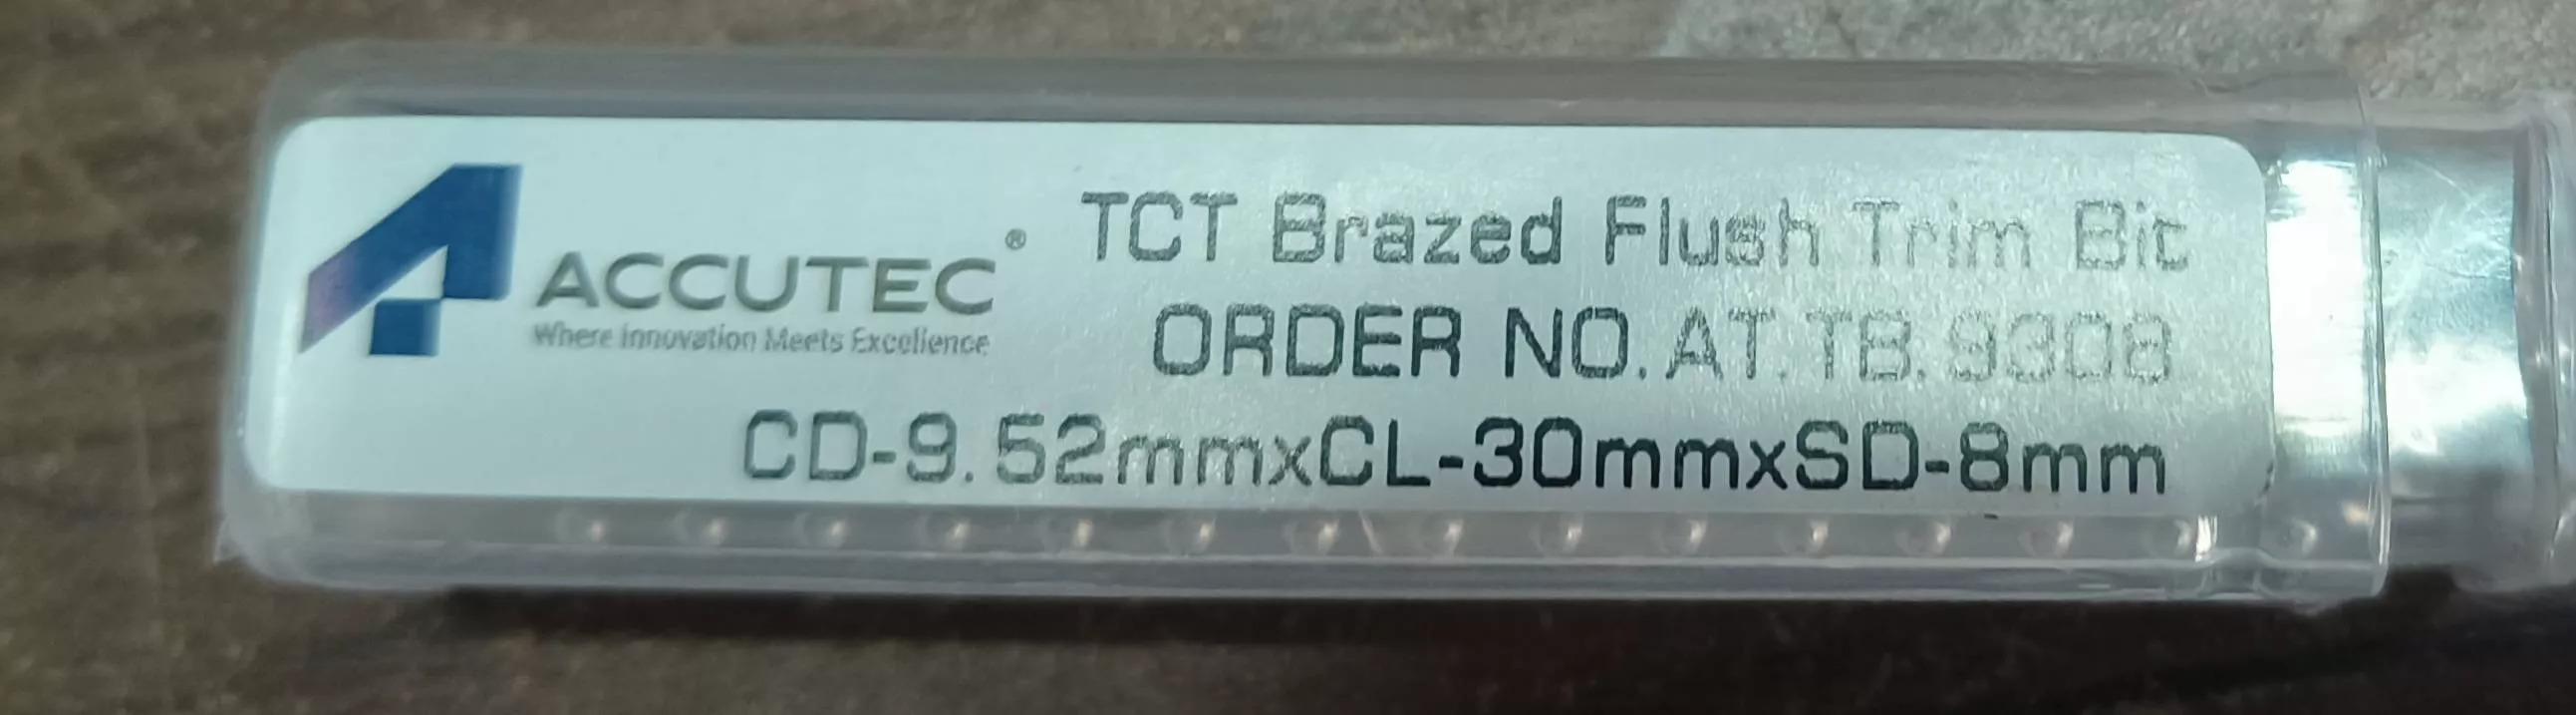 ACCUTEC®
Where Innovation Meets Excellence
TCT Brazed Flush Trim Bit
ORDER NO.AT.TB.9308
CD-9.52mmxCL-30mmxSD-8mm